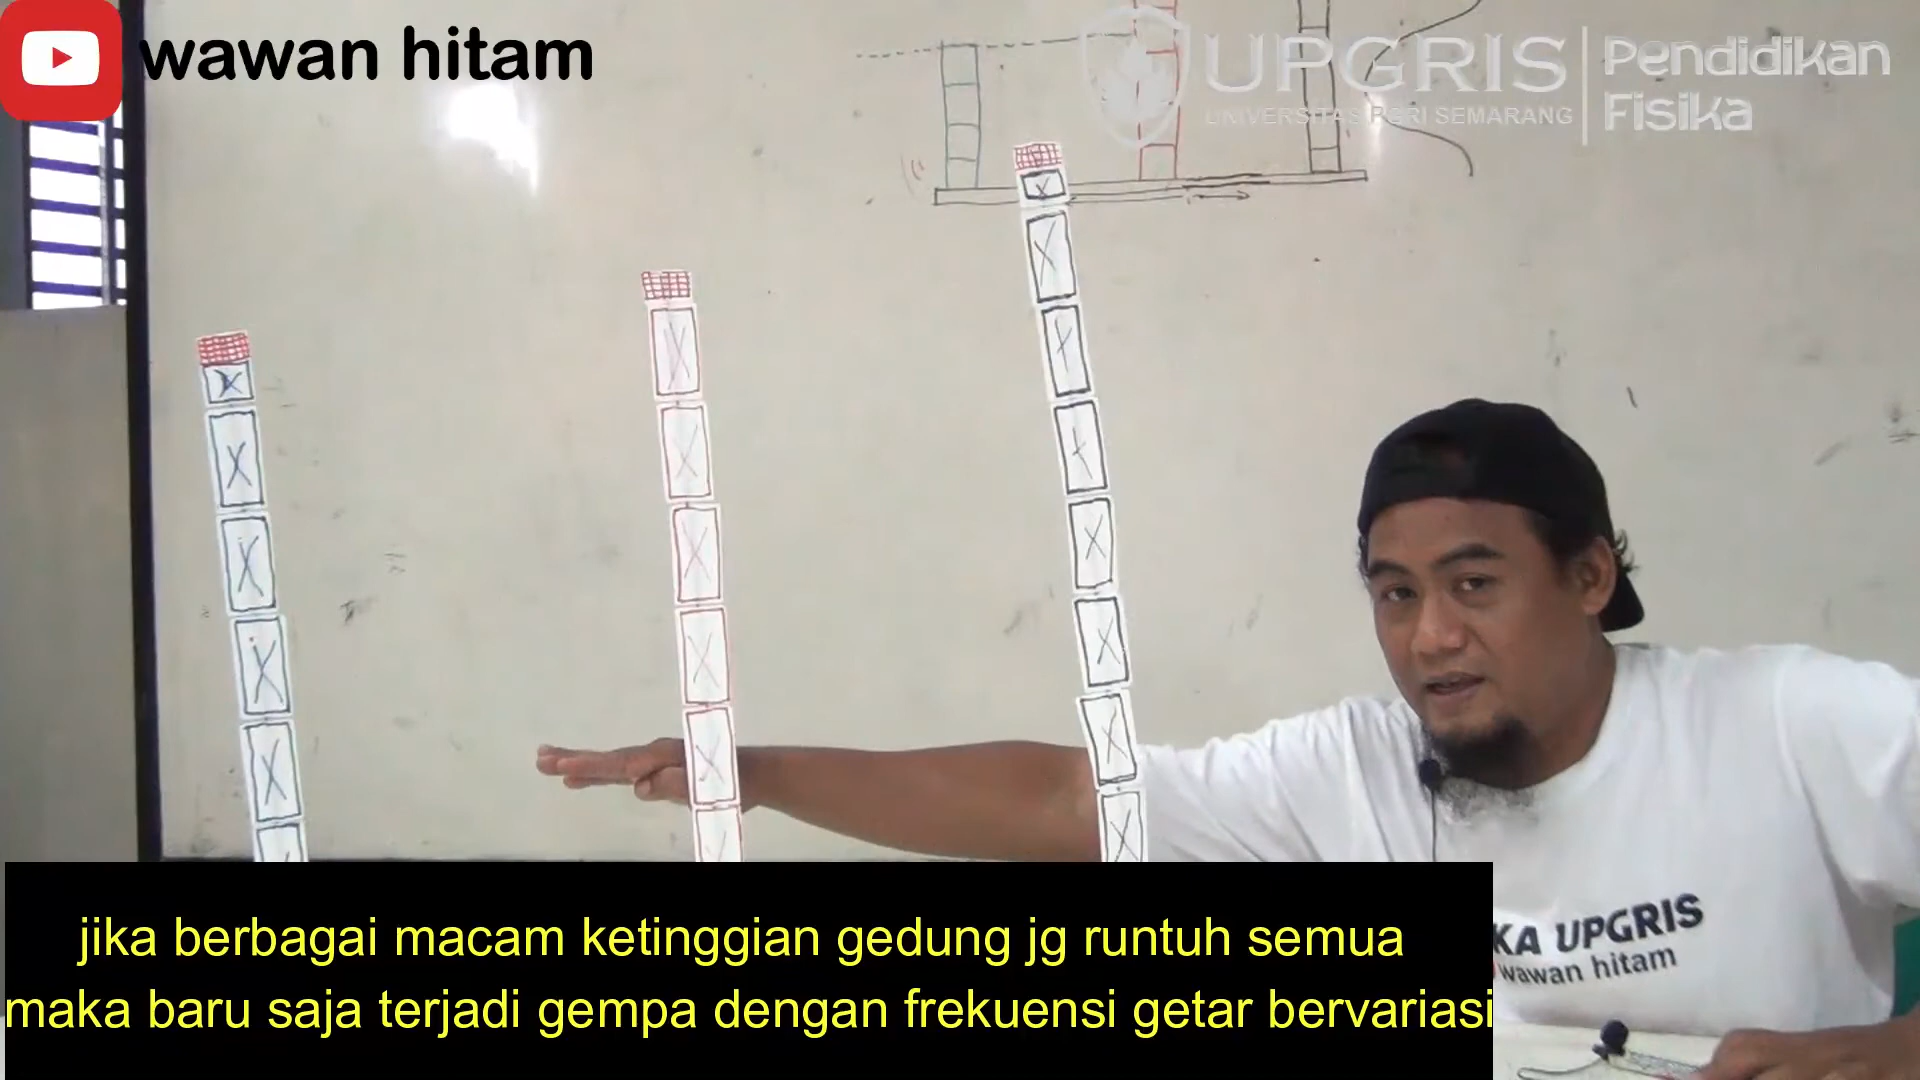 wawan hitam
UPGRIS
UNIVERSITAS PGRI SEMARANG
Pendidikan
Fisika
jika berbagai macam ketinggian gedung jg runtuh semua
maka baru saja terjadi gempa dengan frekuensi getar bervariasi
KA UPGRIS
wawan hitam